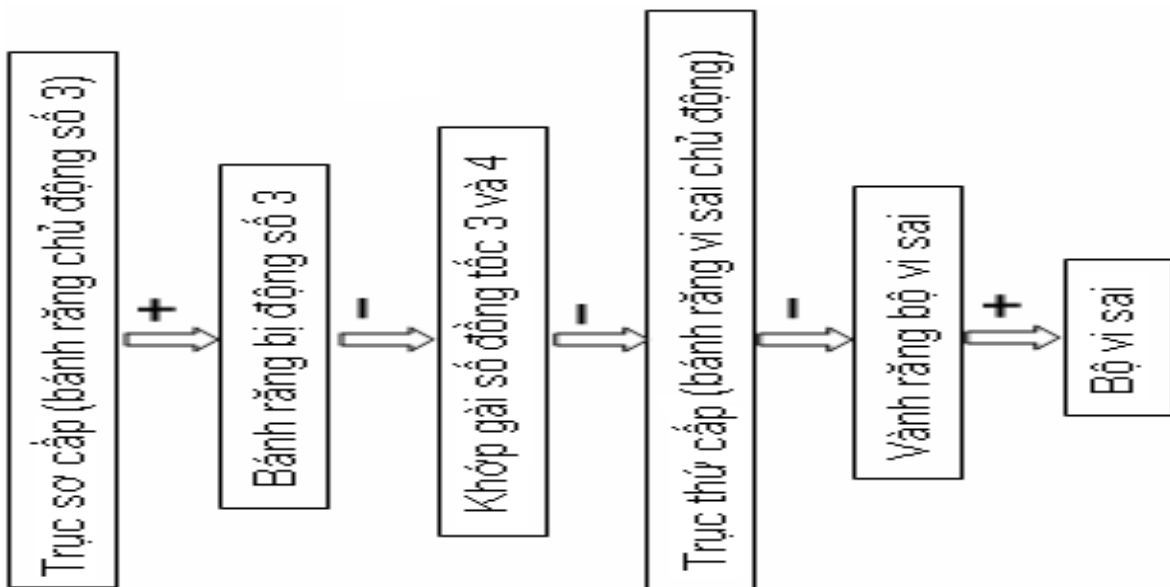 Trục sơ cấp (bánh răng chủ động số 3)
+
Bánh răng bị động số 3
-
Khớp gài số đồng tốc 3 và 4
-
Trục thứ cấp (bánh răng vi sai chủ động)
-
Vành răng bộ vi sai
+
Bộ vi sai